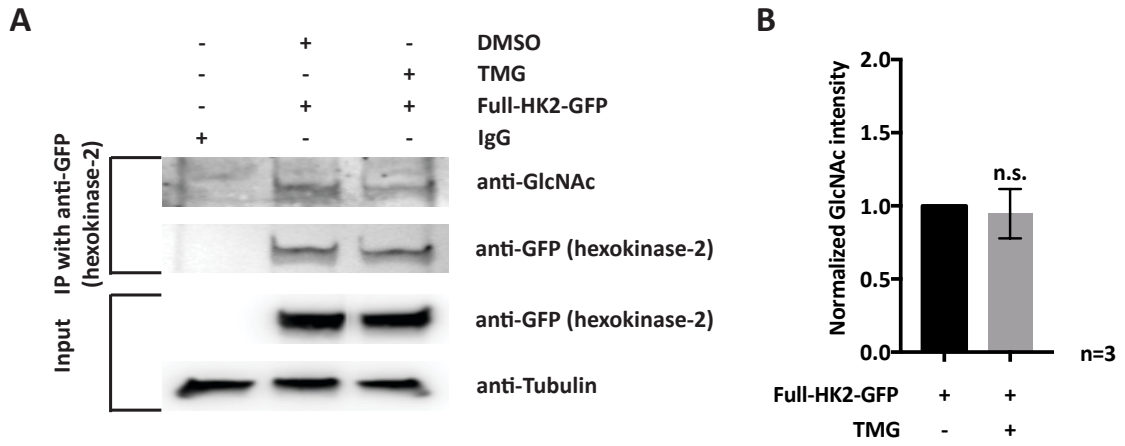 A
- + - DMSO
- - + TMG
- + + Full-HK2-GFP
+ - - IgG
IP with anti-GFP
(hexokinase-2)
anti-GlcNAc
anti-GFP (hexokinase-2)
Input
anti-GFP (hexokinase-2)
anti-Tubulin
B
Normalized GlcNAc intensity
2.0
1.5
1.0
0.5
0.0
n.s.
n=3
Full-HK2-GFP + +
TMG - +